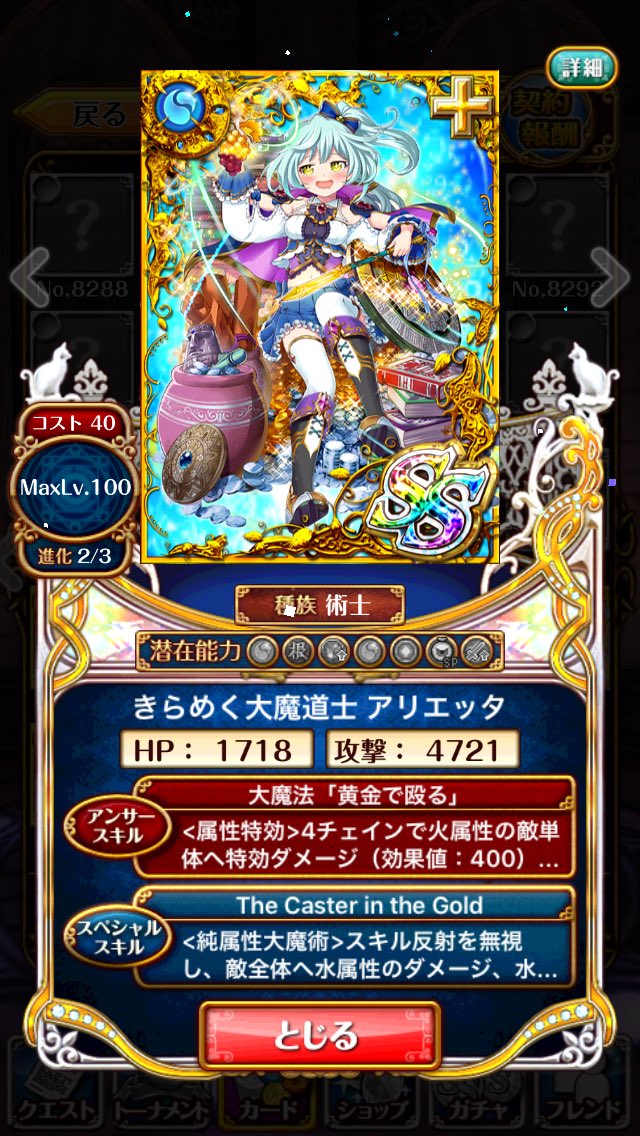 詳細
戻る
契約
報酬
?
?
No.8288
No.8292
?
?
コスト 40
MaxLv.100
進化 2/3
SS
種族 術士
潜在能力
根
SP
きらめく大魔道士 アリエッタ
HP： 1718
攻撃： 4721
アンサー
スキル
大魔法「黄金で殴る」
<属性特効>4チェインで火属性の敵単
体へ特効ダメージ（効果値：400）...
スペシャル
スキル
The Caster in the Gold
<純属性大魔術>スキル反射を無視
し、敵全体へ水属性のダメージ、水...
とじる
クエスト
トーナメント
カード
ショップ
ガチャ
フレンド